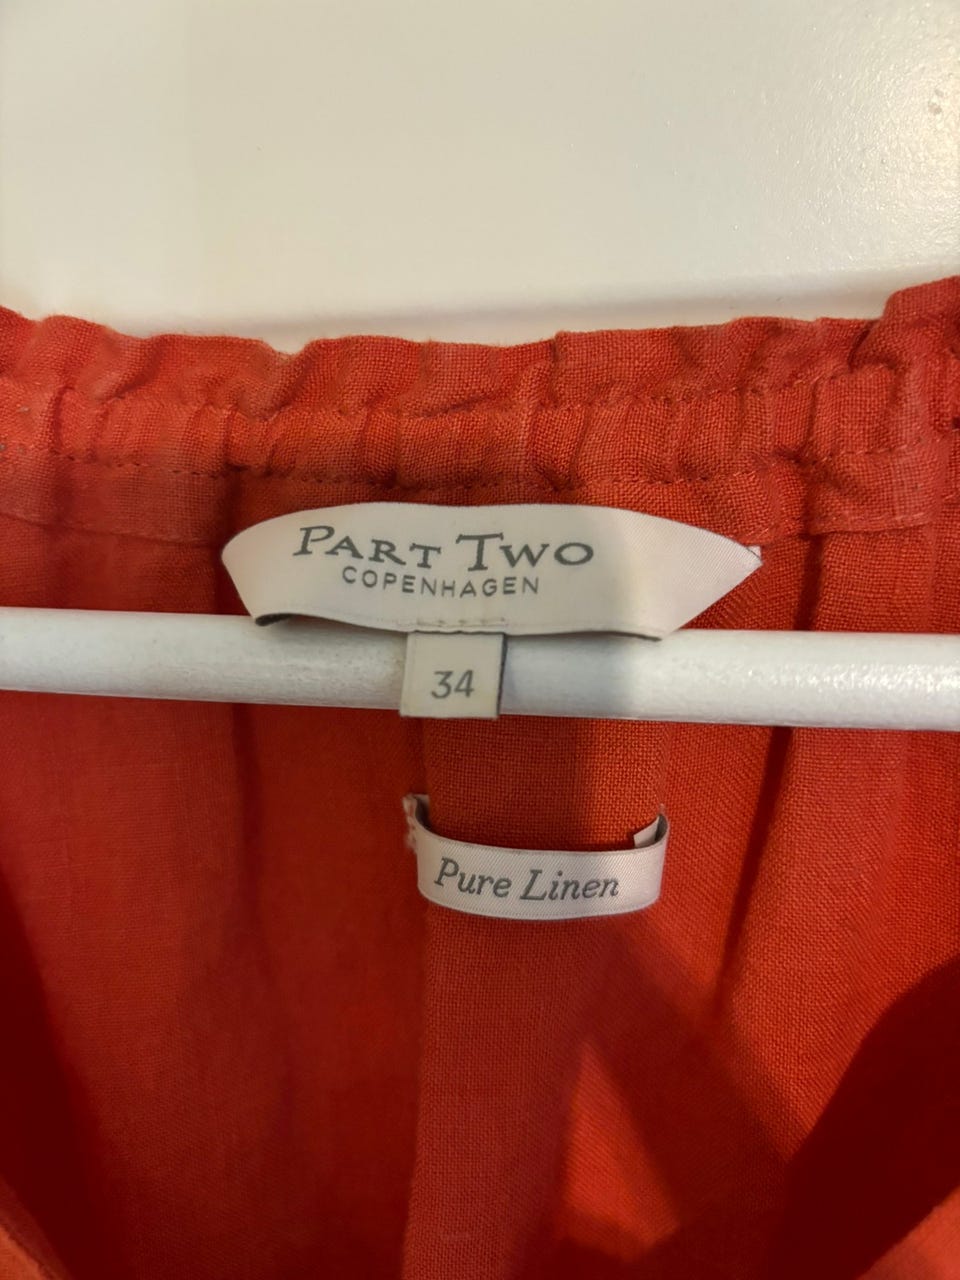 PART TWO
COPENHAGEN
34
Pure Linen